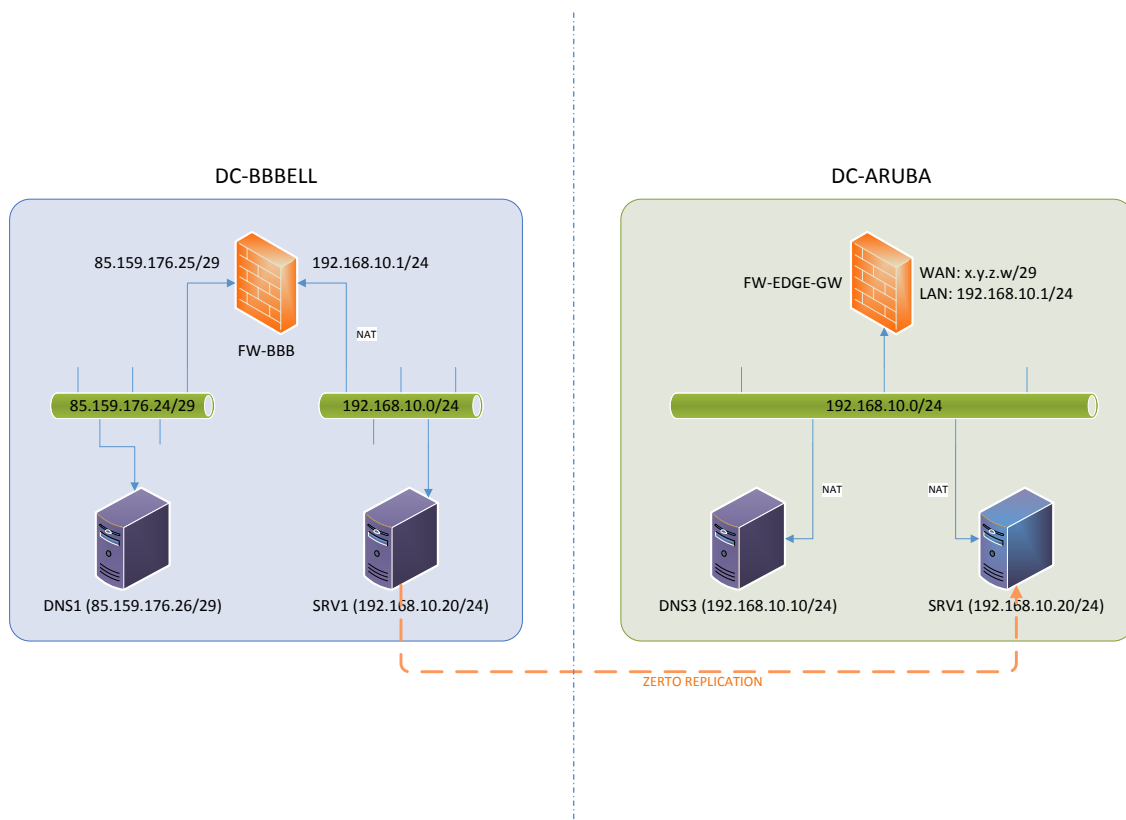 DC-BBBELL
85.159.176.25/29
192.168.10.1/24
NAT
FW-BBB
85.159.176.24/29
192.168.10.0/24
DNS1 (85.159.176.26/29)
SRV1 (192.168.10.20/24)
DC-ARUBA
FW-EDGE-GW
WAN: x.y.z.w/29
LAN: 192.168.10.1/24
192.168.10.0/24
NAT
NAT
DNS3 (192.168.10.10/24)
SRV1 (192.168.10.20/24)
ZERTO REPLICATION